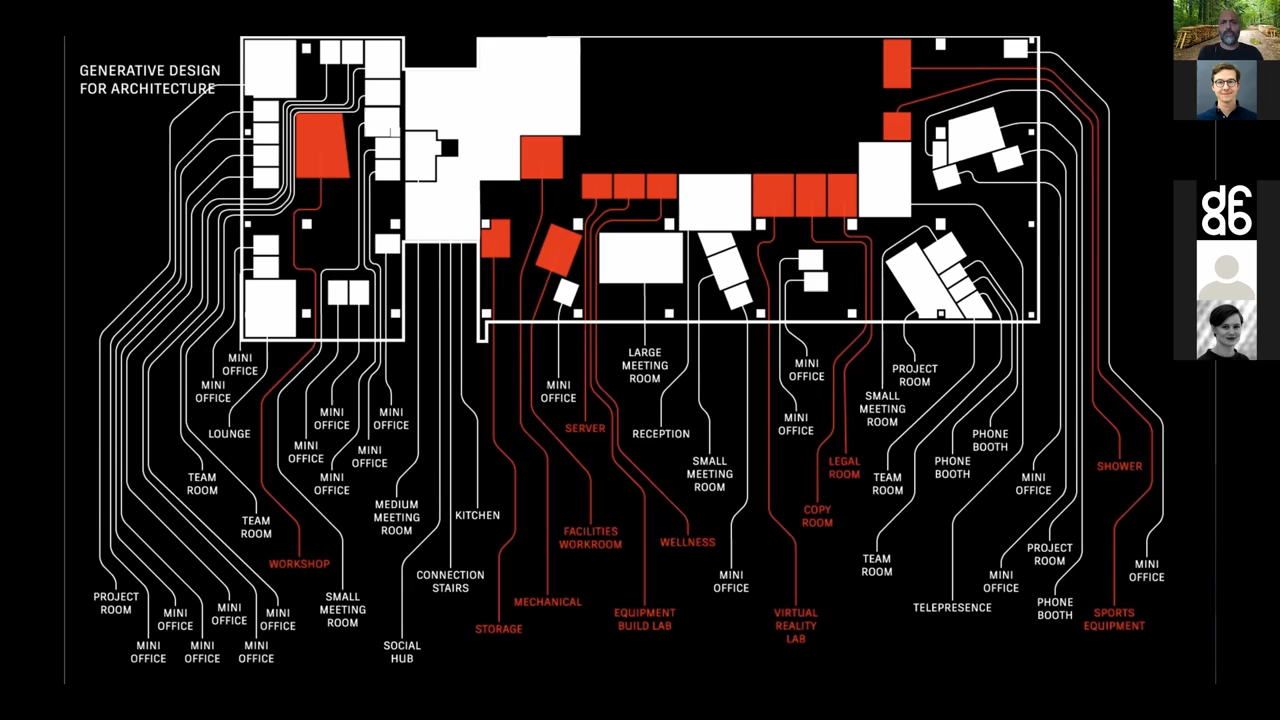 GENERATIVE DESIGN
FOR ARCHITECTURE
MINI
OFFICE
MINI
OFFICE
LOUNGE
TEAM
ROOM
TEAM
ROOM
WORKSHOP
PROJECT
ROOM
MINI
OFFICE
MINI
OFFICE
MINI
OFFICE
MINI
OFFICE
MINI
OFFICE
MINI
OFFICE
MINI
OFFICE
MINI
OFFICE
MINI
OFFICE
MINI
OFFICE
MINI
OFFICE
SMALL
MEETING
ROOM
MEDIUM
MEETING
ROOM
SOCIAL
HUB
CONNECTION
STAIRS
KITCHEN
STORAGE
MECHANICAL
MINI
OFFICE
SERVER
FACILITIES
WORKROOM
LARGE
MEETING
ROOM
RECEPTION
WELLNESS
EQUIPMENT
BUILD LAB
SMALL
MEETING
ROOM
MINI
OFFICE
MINI
OFFICE
MINI
OFFICE
VIRTUAL
REALITY
LAB
LEGAL
ROOM
COPY
ROOM
PROJECT
ROOM
SMALL
MEETING
ROOM
TEAM
ROOM
TEAM
ROOM
PHONE
BOOTH
PHONE
BOOTH
TELEPRESENCE
MINI
OFFICE
MINI
OFFICE
PROJECT
ROOM
PHONE
BOOTH
SHOWER
MINI
OFFICE
SPORTS
EQUIPMENT